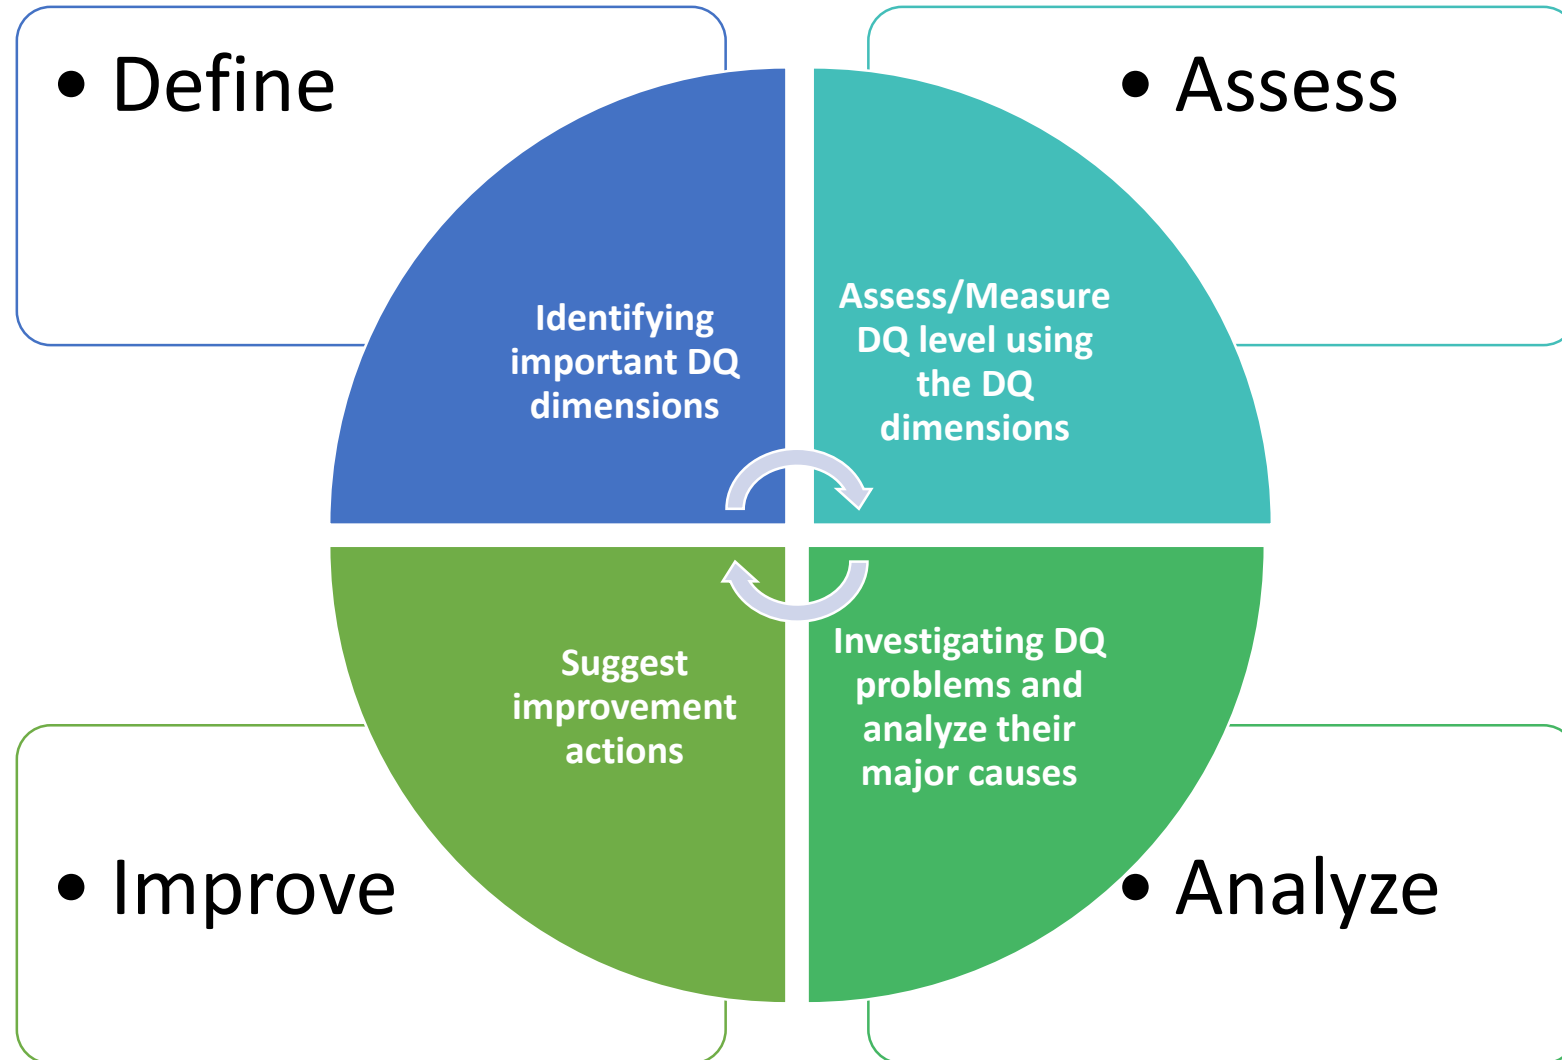 • Define
• Assess
Identifying
important DQ
dimensions
Assess/Measure
DQ level using
the DQ
dimensions
Suggest
improvement
actions
Investigating DQ
problems and
analyze their
major causes
• Improve
• Analyze